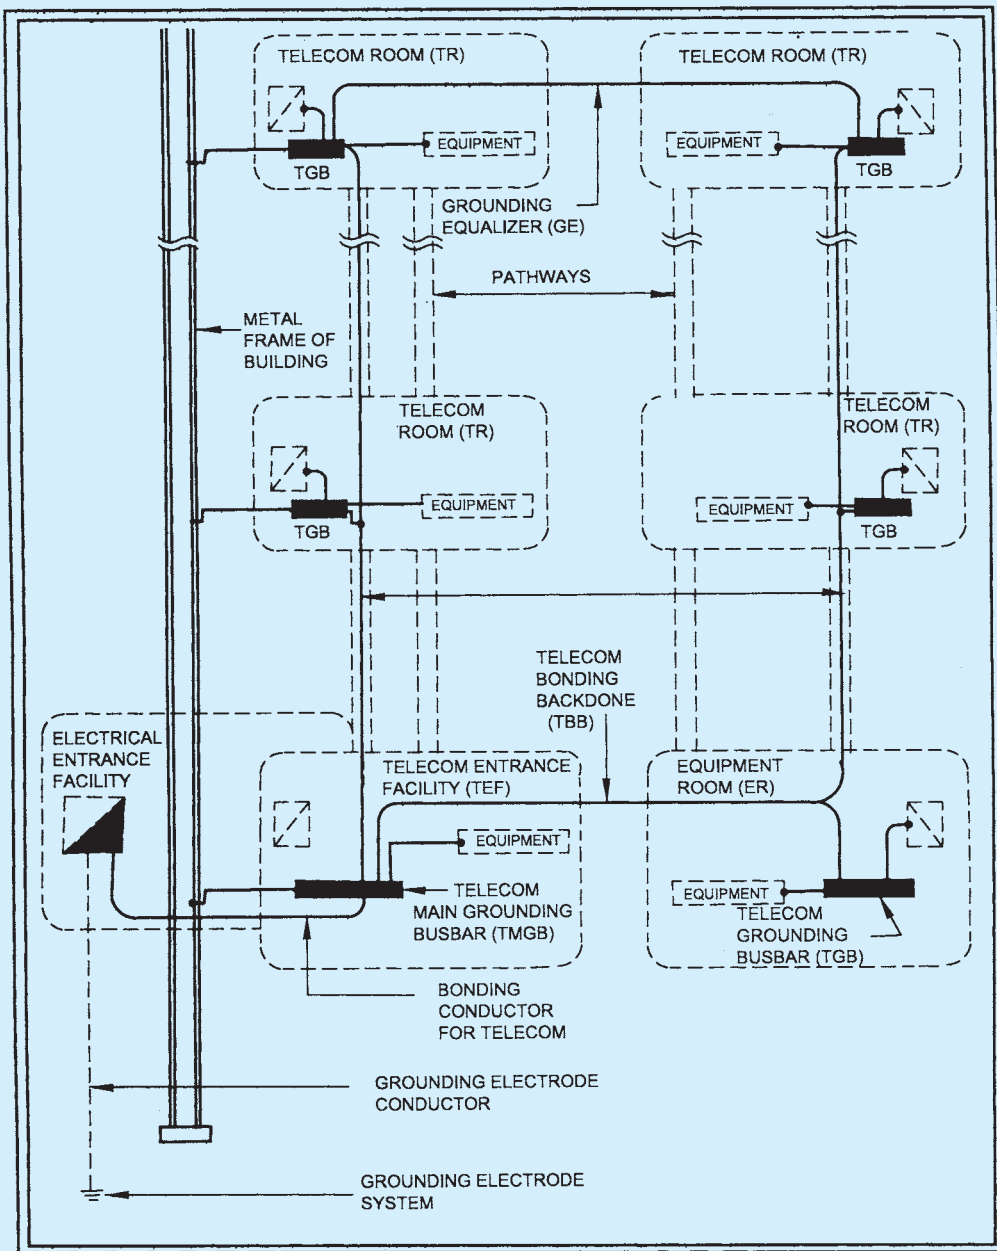 TELECOM ROOM (TR)
TELECOM ROOM (TR)
EQUIPMENT
EQUIPMENT
TGB
TGB
GROUNDING
EQUALIZER (GE)
PATHWAYS
METAL
FRAME OF
BUILDING
TELECOM
ROOM (TR)
TELECOM
ROOM (TR)
EQUIPMENT
EQUIPMENT
TGB
TGB
TELECOM
BONDING
BACKDONE
(TBB)
ELECTRICAL
ENTRANCE
FACILITY
TELECOM ENTRANCE
FACILITY (TEF)
EQUIPMENT
ROOM (ER)
EQUIPMENT
EQUIPMENT
TELECOM
MAIN GROUNDING
BUSBAR (TMGB)
TELECOM
GROUNDING
BUSBAR (TGB)
BONDING
CONDUCTOR
FOR TELECOM
GROUNDING ELECTRODE
CONDUCTOR
GROUNDING ELECTRODE
SYSTEM